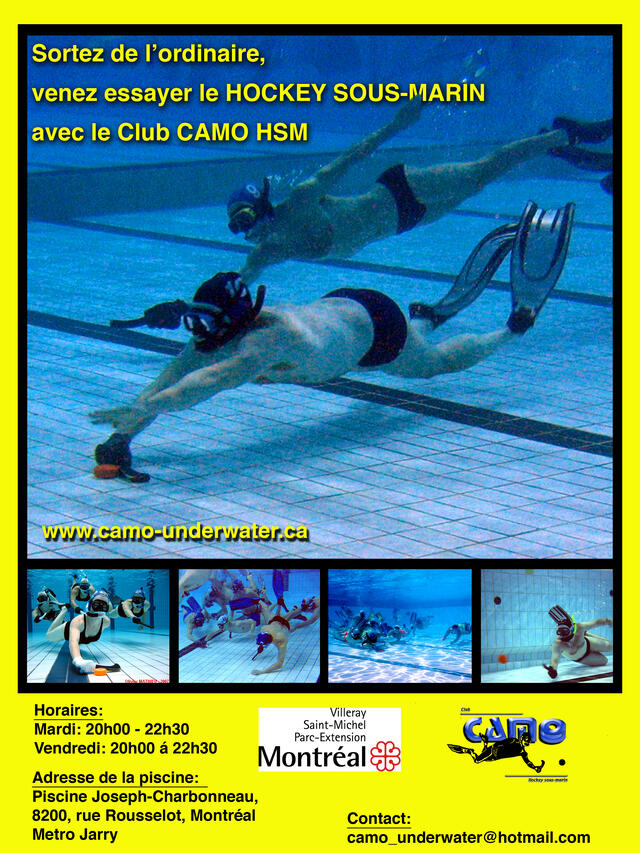 Sortez de l'ordinaire,
venez essayer le HOCKEY SOUS-MARIN
avec le Club CAMO HSM
www.camo-underwater.ca
Horaires:
Mardi: 20h00 - 22h30
Vendredi: 20h00 á 22h30
Adresse de la piscine:
Piscine Joseph-Charbonneau,
8200, rue Rousselot, Montréal
Metro Jarry
Villeray
Saint-Michel
Parc-Extension
Montréal
Club
CAMO
Hockey sous-marin
Contact:
camo_underwater@hotmail.com